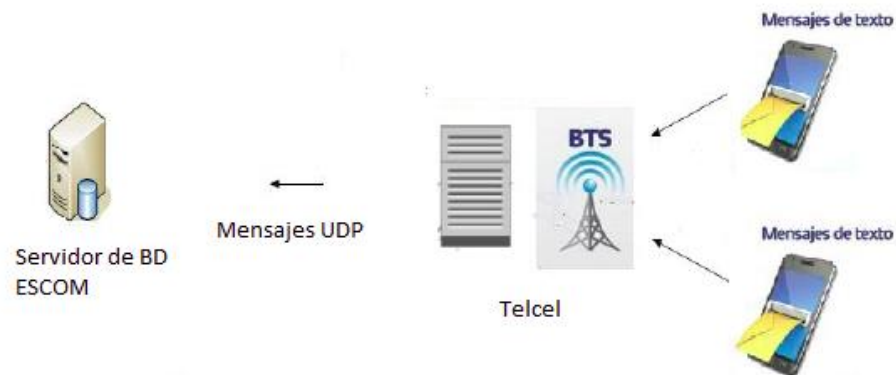 Mensajes de texto
BTS
Mensajes UDP
Servidor de BD
ESCOM
Telcel
Mensajes de texto